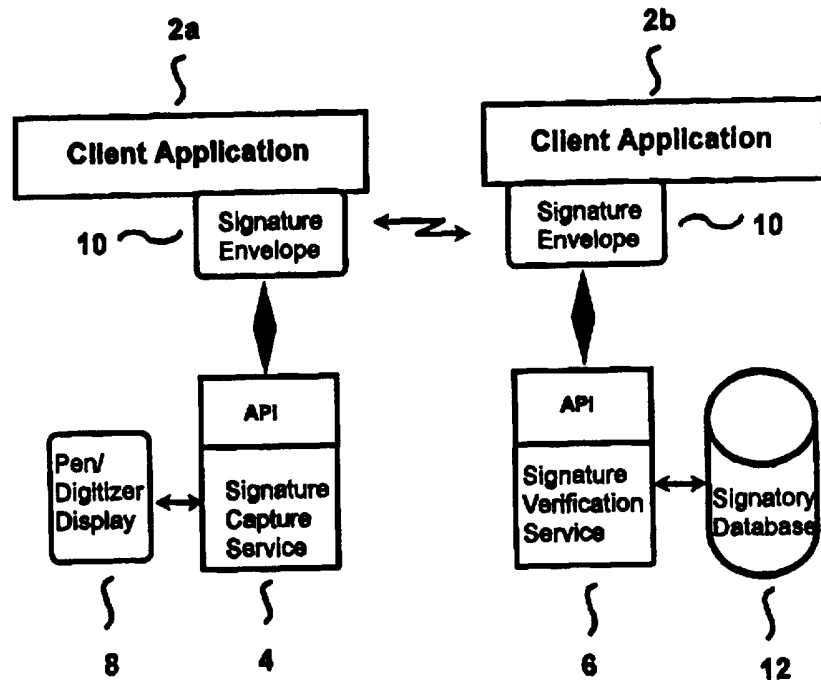 2a
2b
Client Application
Client Application
10
Signature
Envelope
Signature
Envelope
10
API
API
Pen/
Digitizer
Display
Signature
Capture
Service
Signature
Verification
Service
Signatory
Database
8
4
6
12